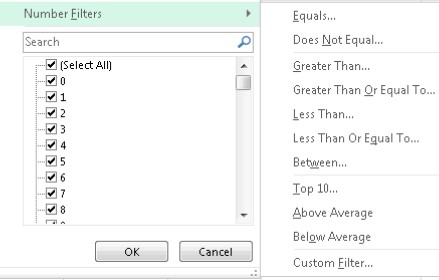 Number Filters
Search
(Select All)
0
1
2
3
4
5
6
7
8
OK
Cancel
Equals...
Does Not Equal...
Greater Than...
Greater Than Or Equal To...
Less Than...
Less Than Or Equal To...
Between...
Top 10...
Above Average
Below Average
Custom Filter...